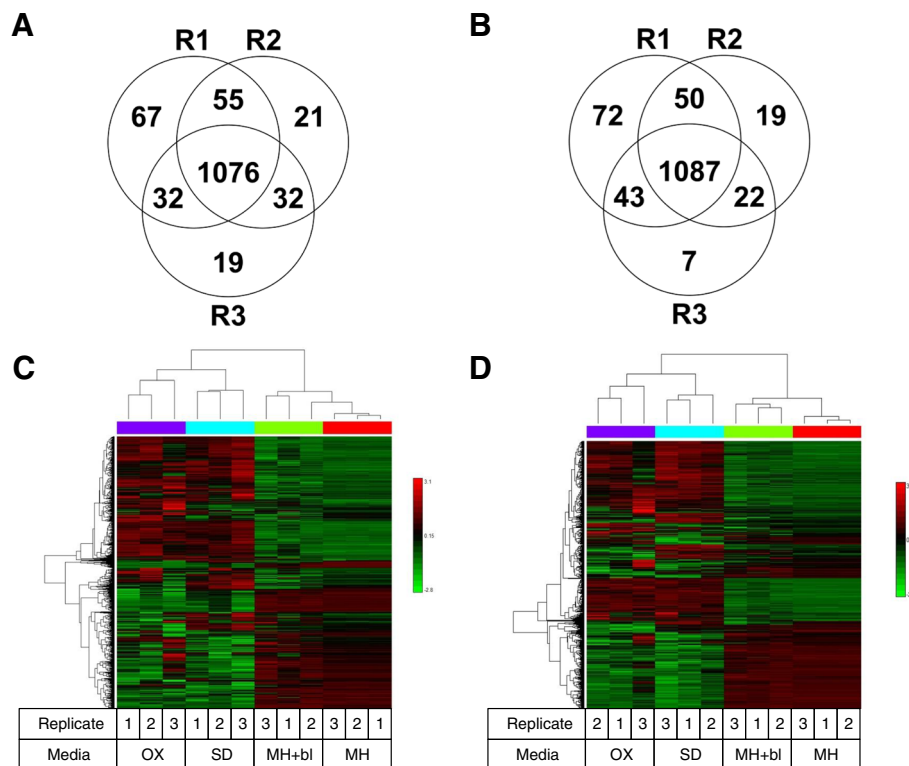 A
B
R1 R2
R1 R2
67 55 21
72 50 19
1076
1087
32 32
43 22
19
7
R3
R3
C
D
3.1
0.15
-2.8
Replicate 1 2 3 1 2 3 3 1 2 3 2 1
Media OX SD MH+bl MH
Replicate 2 1 3 3 1 2 3 1 2 3 1 2
Media OX SD MH+bl MH